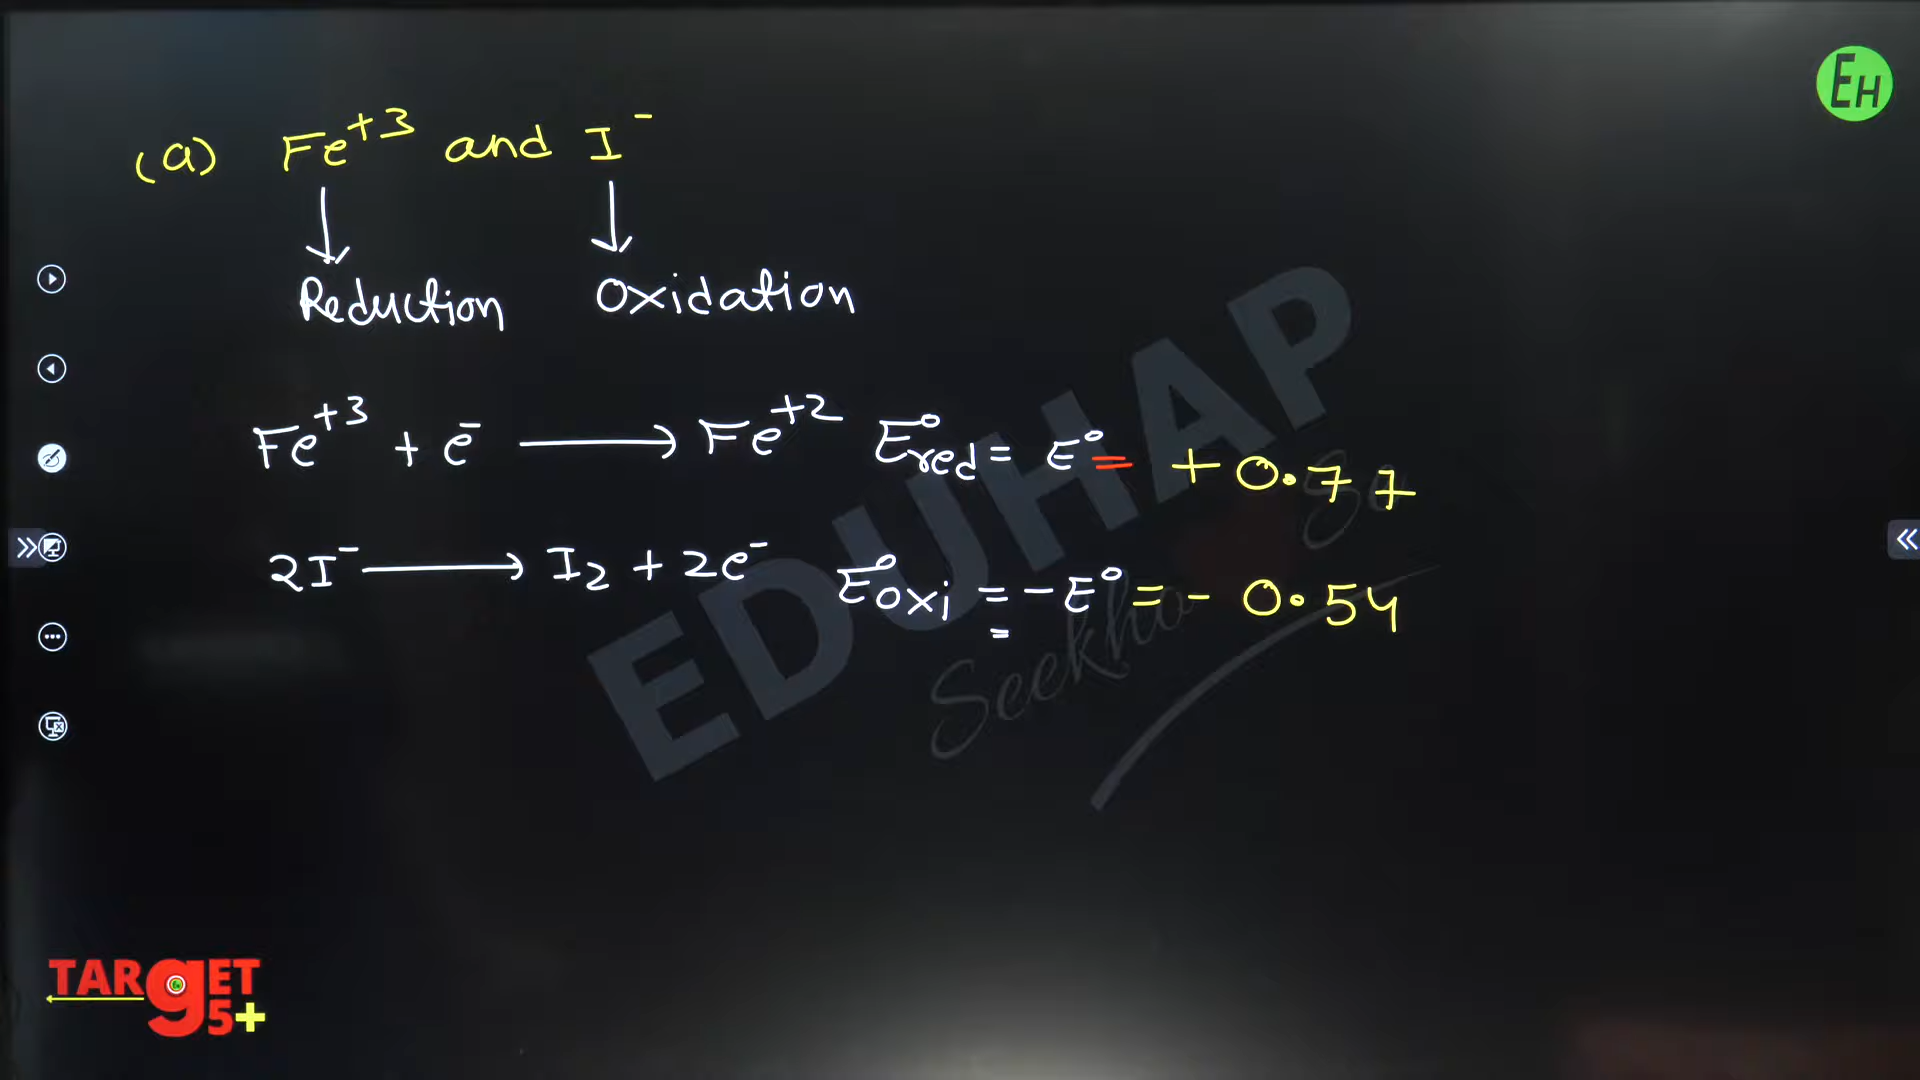 EH
(a) Fe+3 and I-
Reduction Oxidation
Fe+3 + e- → Fe+2 E°red = E° = +0.77
2I- → I2 + 2e- E°oxi = -E° = - 0.54
EDUHAP
Seekho Se
TARgET
95+